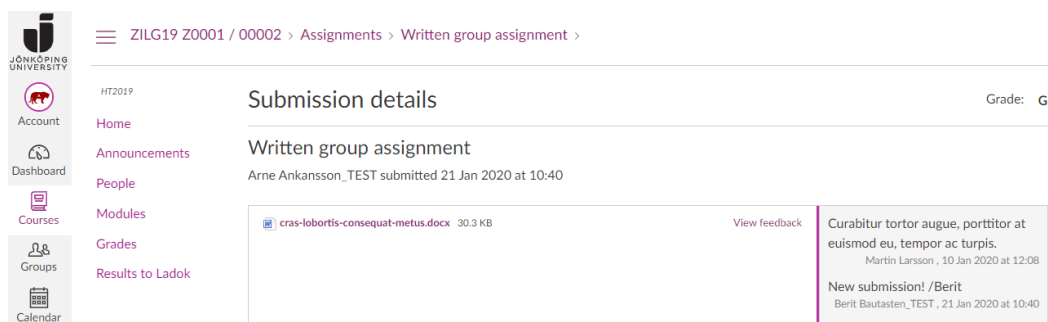 JÖNKÖPING
UNIVERSITY
Account
Dashboard
Courses
Groups
Calendar
ZILG19 Z0001 / 00002 > Assignments > Written group assignment >
HT2019
Home
Announcements
People
Modules
Grades
Results to Ladok
Submission details
Grade: G
Written group assignment
Arne Ankansson_TEST submitted 21 Jan 2020 at 10:40
cras-lobortis-consequat-metus.docx 30.3 KB
View feedback
Curabitur tortor augue, porttitor at
euismod eu, tempor ac turpis.
Martin Larsson , 10 Jan 2020 at 12:08
New submission! /Berit
Berit Bautasten_TEST , 21 Jan 2020 at 10:40